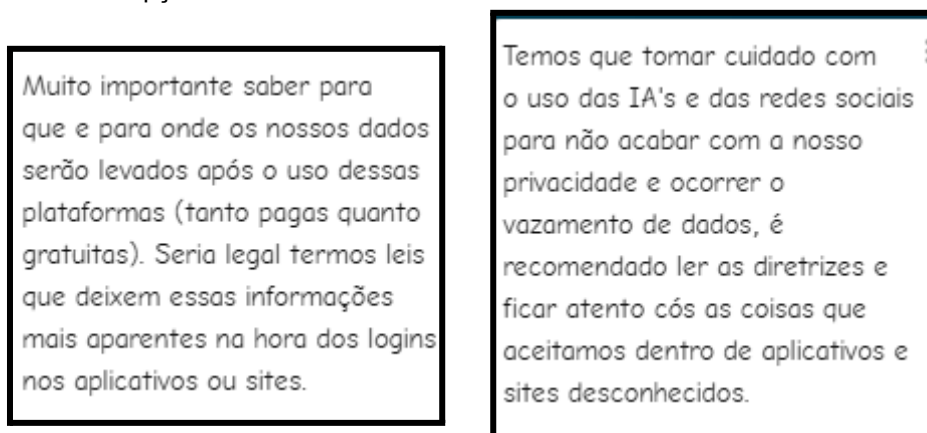 Muito importante saber para
que e para onde os nossos dados
serão levados após o uso dessas
plataformas (tanto pagas quanto
gratuitas). Seria legal termos leis
que deixem essas informações
mais aparentes na hora dos logins
nos aplicativos ou sites.
Temos que tomar cuidado com
o uso das IA's e das redes sociais
para não acabar com a nosso
privacidade e ocorrer o
vazamento de dados, é
recomendado ler as diretrizes e
ficar atento cós as coisas que
aceitamos dentro de aplicativos e
sites desconhecidos.